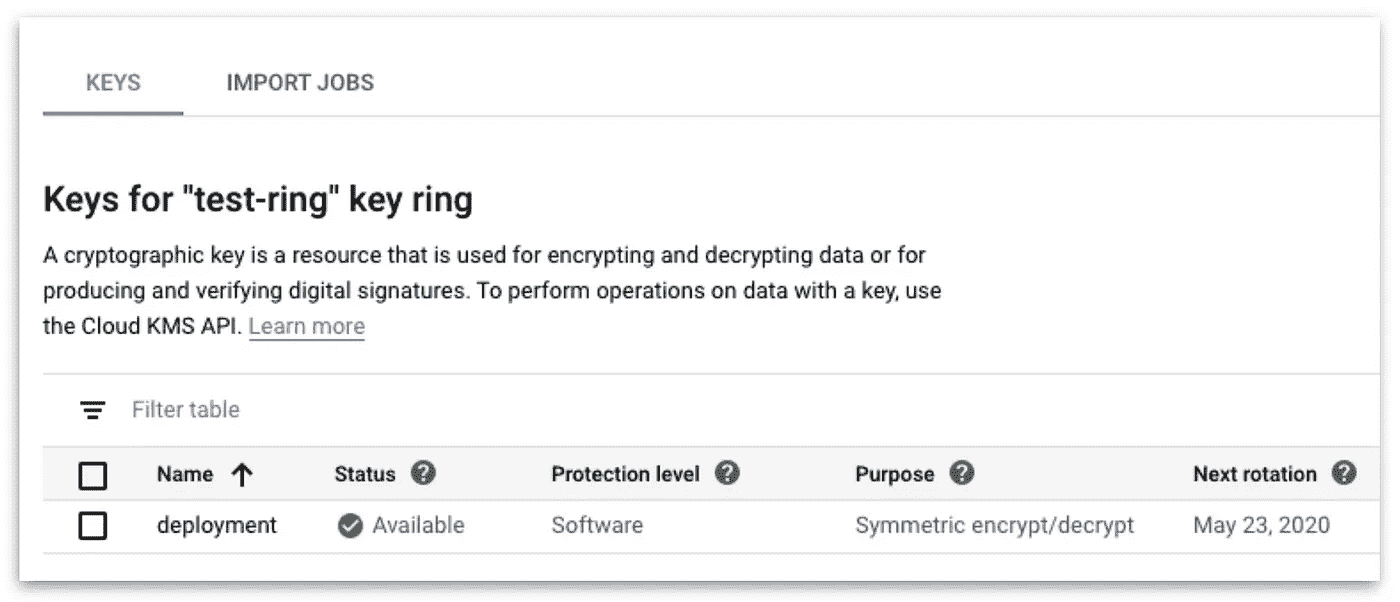 KEYS IMPORT JOBS
Keys for "test-ring" key ring
A cryptographic key is a resource that is used for encrypting and decrypting data or for
producing and verifying digital signatures. To perform operations on data with a key, use
the Cloud KMS API. Learn more
Filter table
Name Status Protection level Purpose Next rotation
deployment Available Software Symmetric encrypt/decrypt May 23, 2020